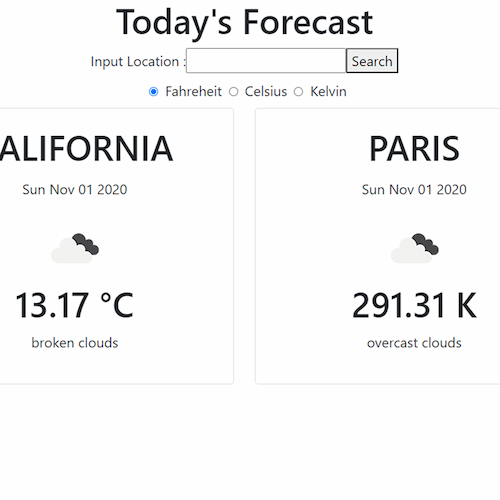 Today's Forecast
Input Location : Search
Fahreheit Celsius Kelvin
ALIFORNIA
Sun Nov 01 2020
13.17 °C
broken clouds
PARIS
Sun Nov 01 2020
291.31 K
overcast clouds